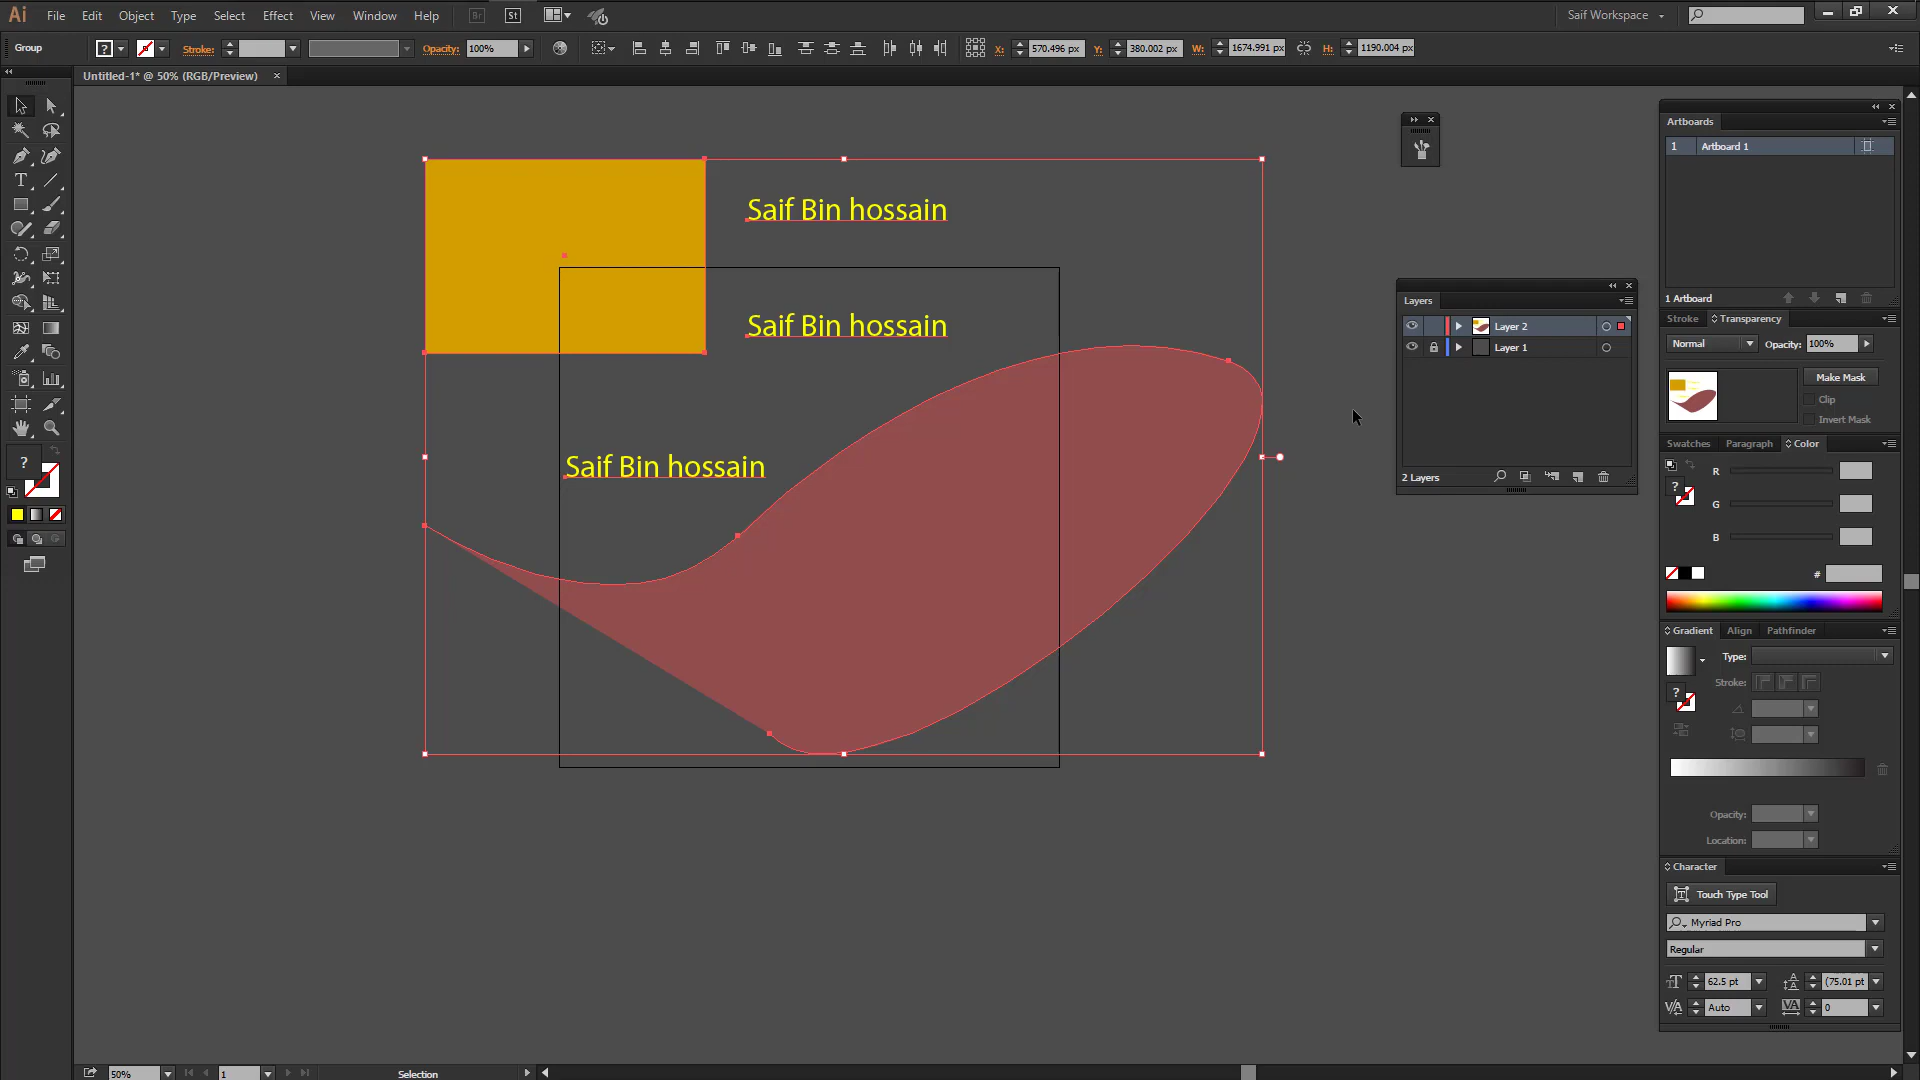 Ai File Edit Object Type Select Effect View Window Help Br St Saif Workspace
Group ? Stroke: Opacity: 100% X: 570.496 px Y: 380.002 px W: 1674.991 px H: 1190.004 px
Untitled-1* @ 50% (RGB/Preview)
Artboards
1 Artboard 1
1 Artboard
Saif Bin hossain
Saif Bin hossain
Saif Bin hossain
Layers
Layer 2
Layer 1
2 Layers
Stroke Transparency
Normal Opacity: 100%
Make Mask
Clip
Invert Mask
Swatches Paragraph Color
R
? G
B
#
?
Gradient Align Pathfinder
Type:
Stroke:
?
Opacity:
Location:
Character
Touch Type Tool
Myriad Pro
Regular
62.5 pt (75.01 pt
Auto 0
50% 1 Selection